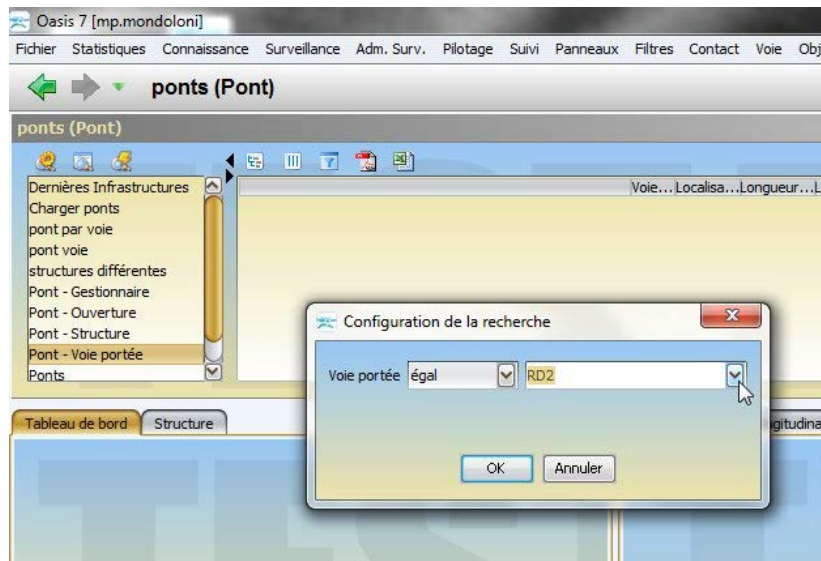 Oasis 7 [mp.mondoloni]
Fichier Statistiques Connaissance Surveillance Adm. Surv. Pilotage Suivi Panneaux Filtres Contact Voie Obj
ponts (Pont)
ponts (Pont)
Voie... Localisa... Longueur... L
Dernières Infrastructures
Charger ponts
pont par voie
pont voie
structures différentes
Pont - Gestionnaire
Pont - Ouverture
Pont - Structure
Pont - Voie portée
Ponts
Configuration de la recherche
Voie portée égal RD2
OK Annuler
Tableau de bord Structure gitudina
TEST